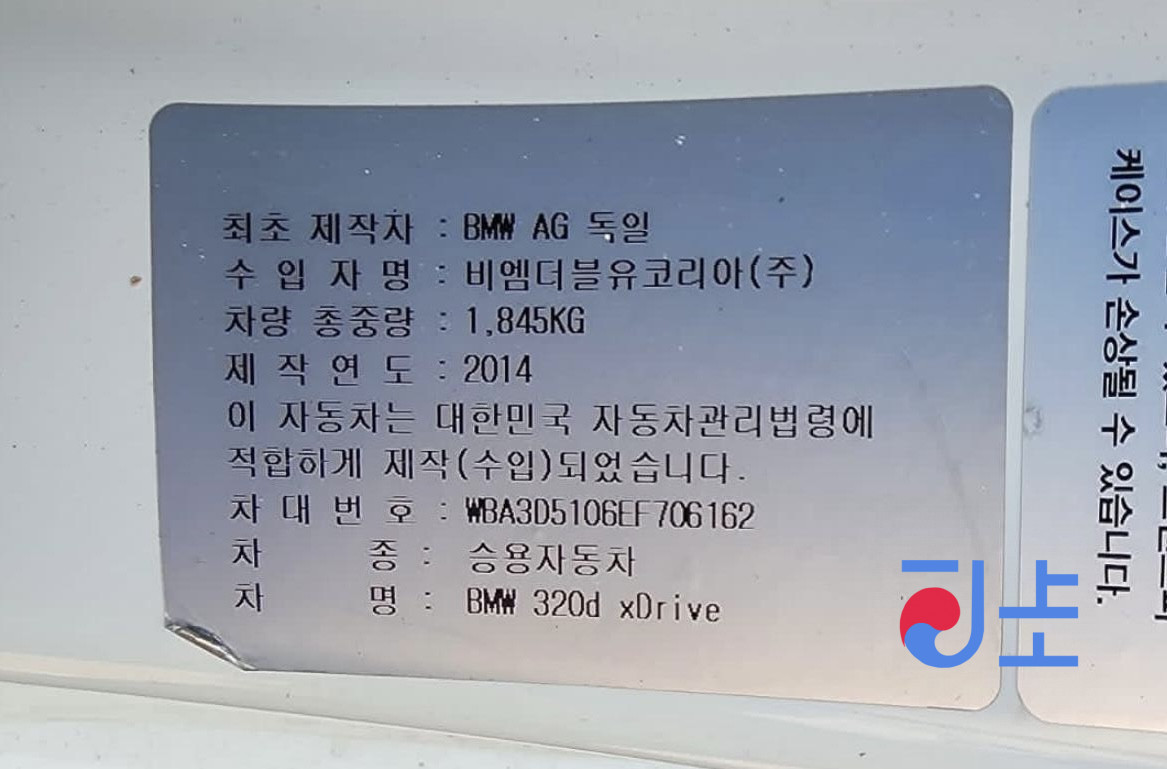 최초 제작자 : BMW AG 독일
수 입 자 명 : 비엠더블유코리아(주)
차량 총중량 : 1,845KG
제 작 연 도 : 2014
이 자동차는 대한민국 자동차관리법령에
적합하게 제작(수입)되었습니다.
차 대 번 호 : WBA3D5106EF706162
차 종 : 승용자동차
차 명 : BMW 320d xDrive
케이스가 손상될 수 있습니다.